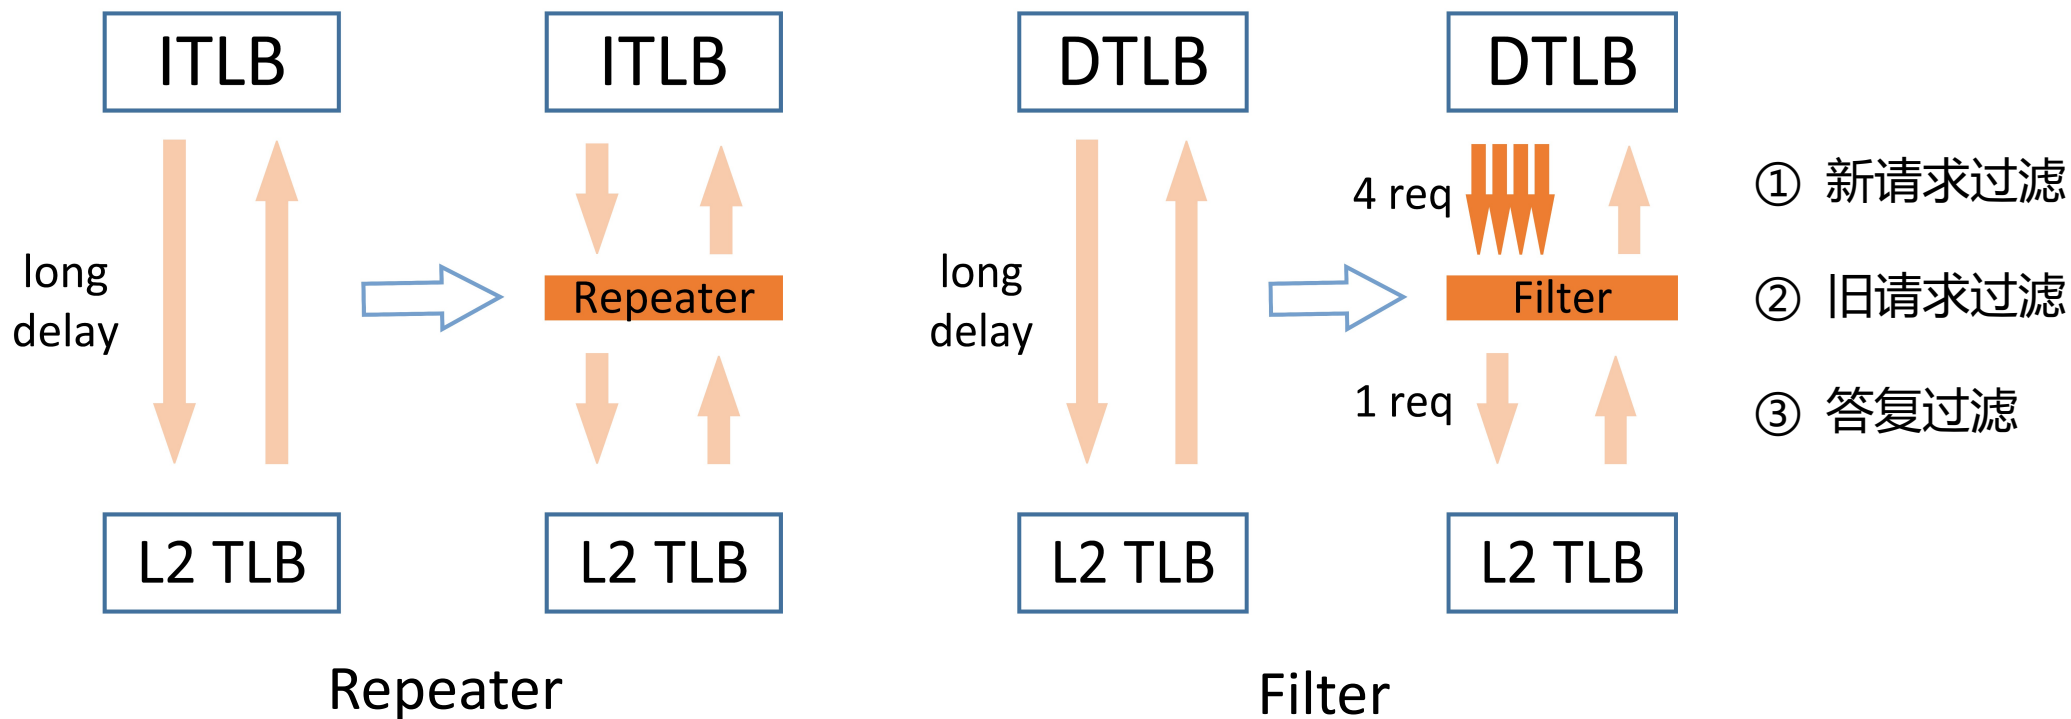 ITLB
ITLB
long
delay
Repeater
L2 TLB
L2 TLB
Repeater
DTLB
DTLB
long
delay
4 req
Filter
1 req
L2 TLB
L2 TLB
① 新请求过滤
② 旧请求过滤
③ 答复过滤
Filter